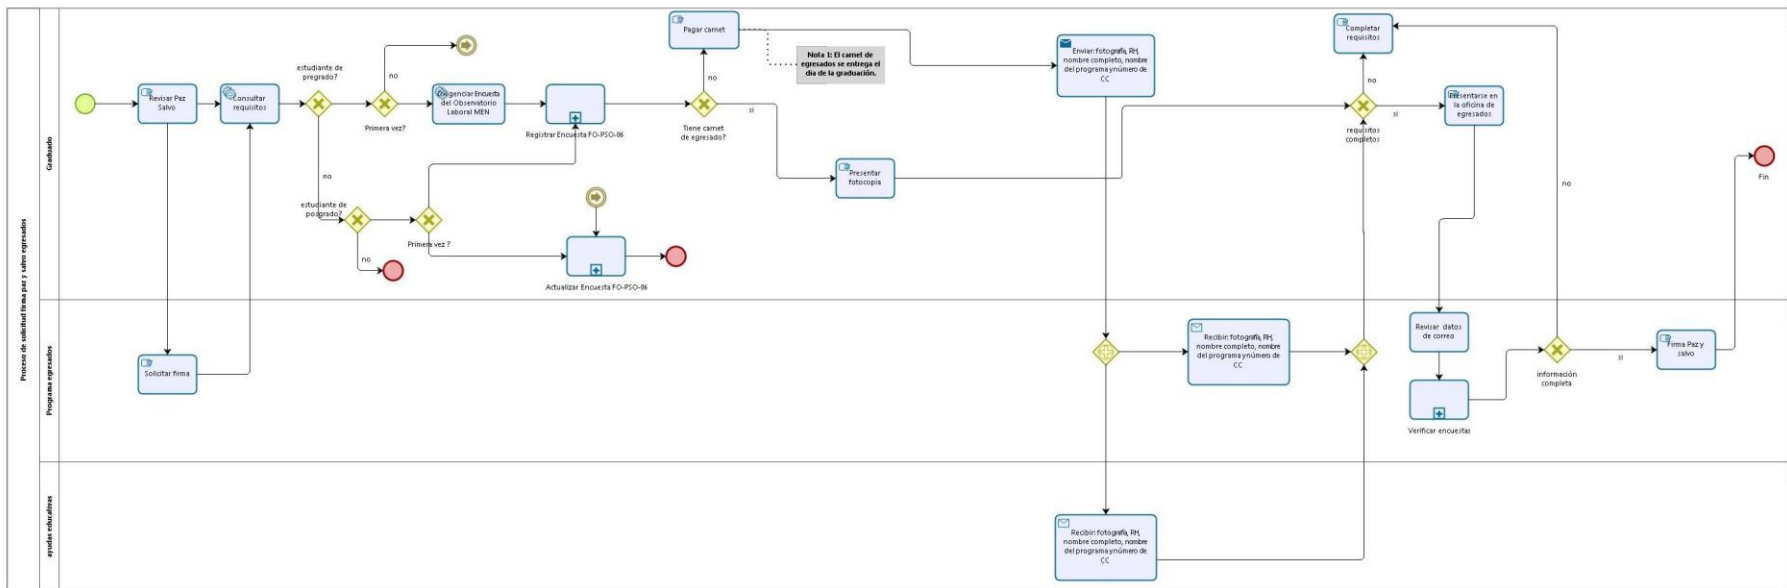 Proceso de solicitud firma paz y salvo egresados
Graduado
Programa egresados
ayudas educativas
Revisar Paz
Salvo
Consultar
requisitos
estudiante de
pregrado?
no
Primera vez?
no
Diligenciar Encuesta
del Observatorio
Laboral MEN
Registrar Encuesta FO-PSO-86
Pagar carnet
Nota 1: El carnet de
egresados se entrega el
día de la graduación.
no
Tiene carnet
de egresado?
si
Presentar
fotocopia
Enviar: fotografía, RH,
nombre completo, nombre
del programa y número de
CC
Completar
requisitos
no
requisitos
completos
si
Presentarse en
la oficina de
egresados
no
Fin
estudiante de
posgrado?
no
Primera vez ?
Actualizar Encuesta FO-PSO-86
Solicitar firma
Recibir: fotografía, RH,
nombre completo, nombre
del programa y número de
CC
Revisar datos
de correo
Verificar encuestas
información
completa
si
Firma Paz y
salvo
Recibir: fotografía, RH,
nombre completo, nombre
del programa y número de
CC